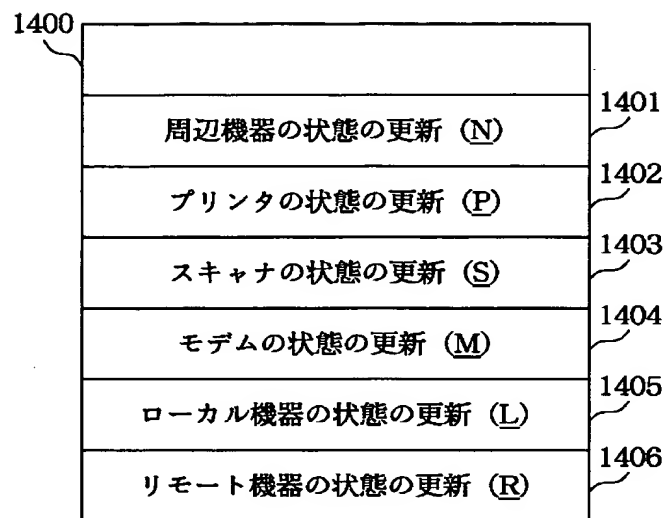 1400
周辺機器の状態の更新 (N)
1401
プリンタの状態の更新 (P)
1402
スキャナの状態の更新 (S)
1403
モデムの状態の更新 (M)
1404
ローカル機器の状態の更新 (L)
1405
リモート機器の状態の更新 (R)
1406